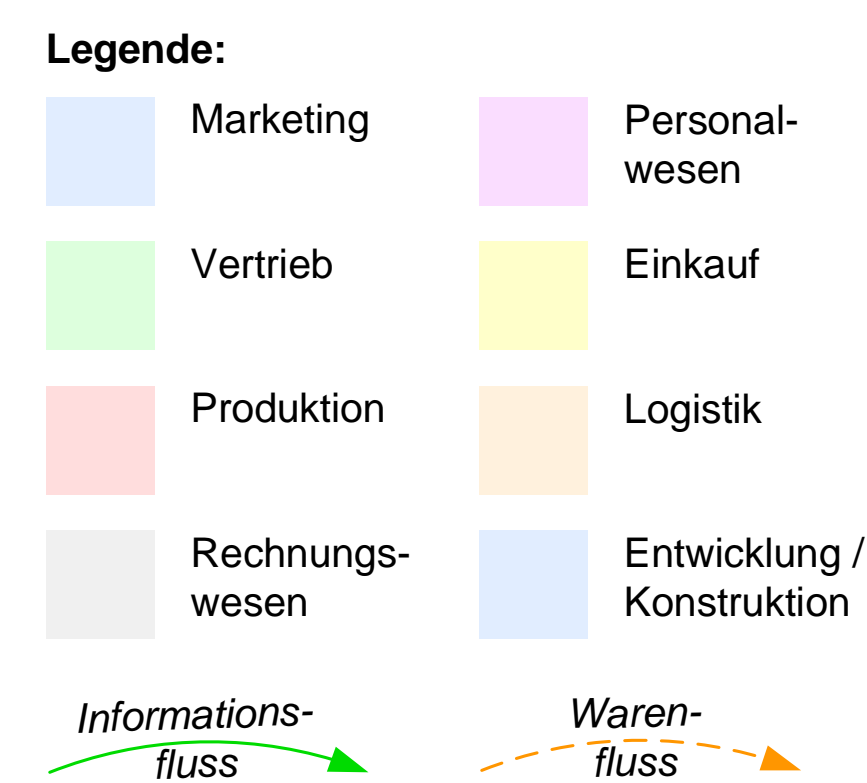 Legende:
Marketing
Personal-
wesen
Vertrieb
Einkauf
Produktion
Logistik
Rechnungs-
wesen
Entwicklung /
Konstruktion
Informations-
fluss
Waren-
fluss